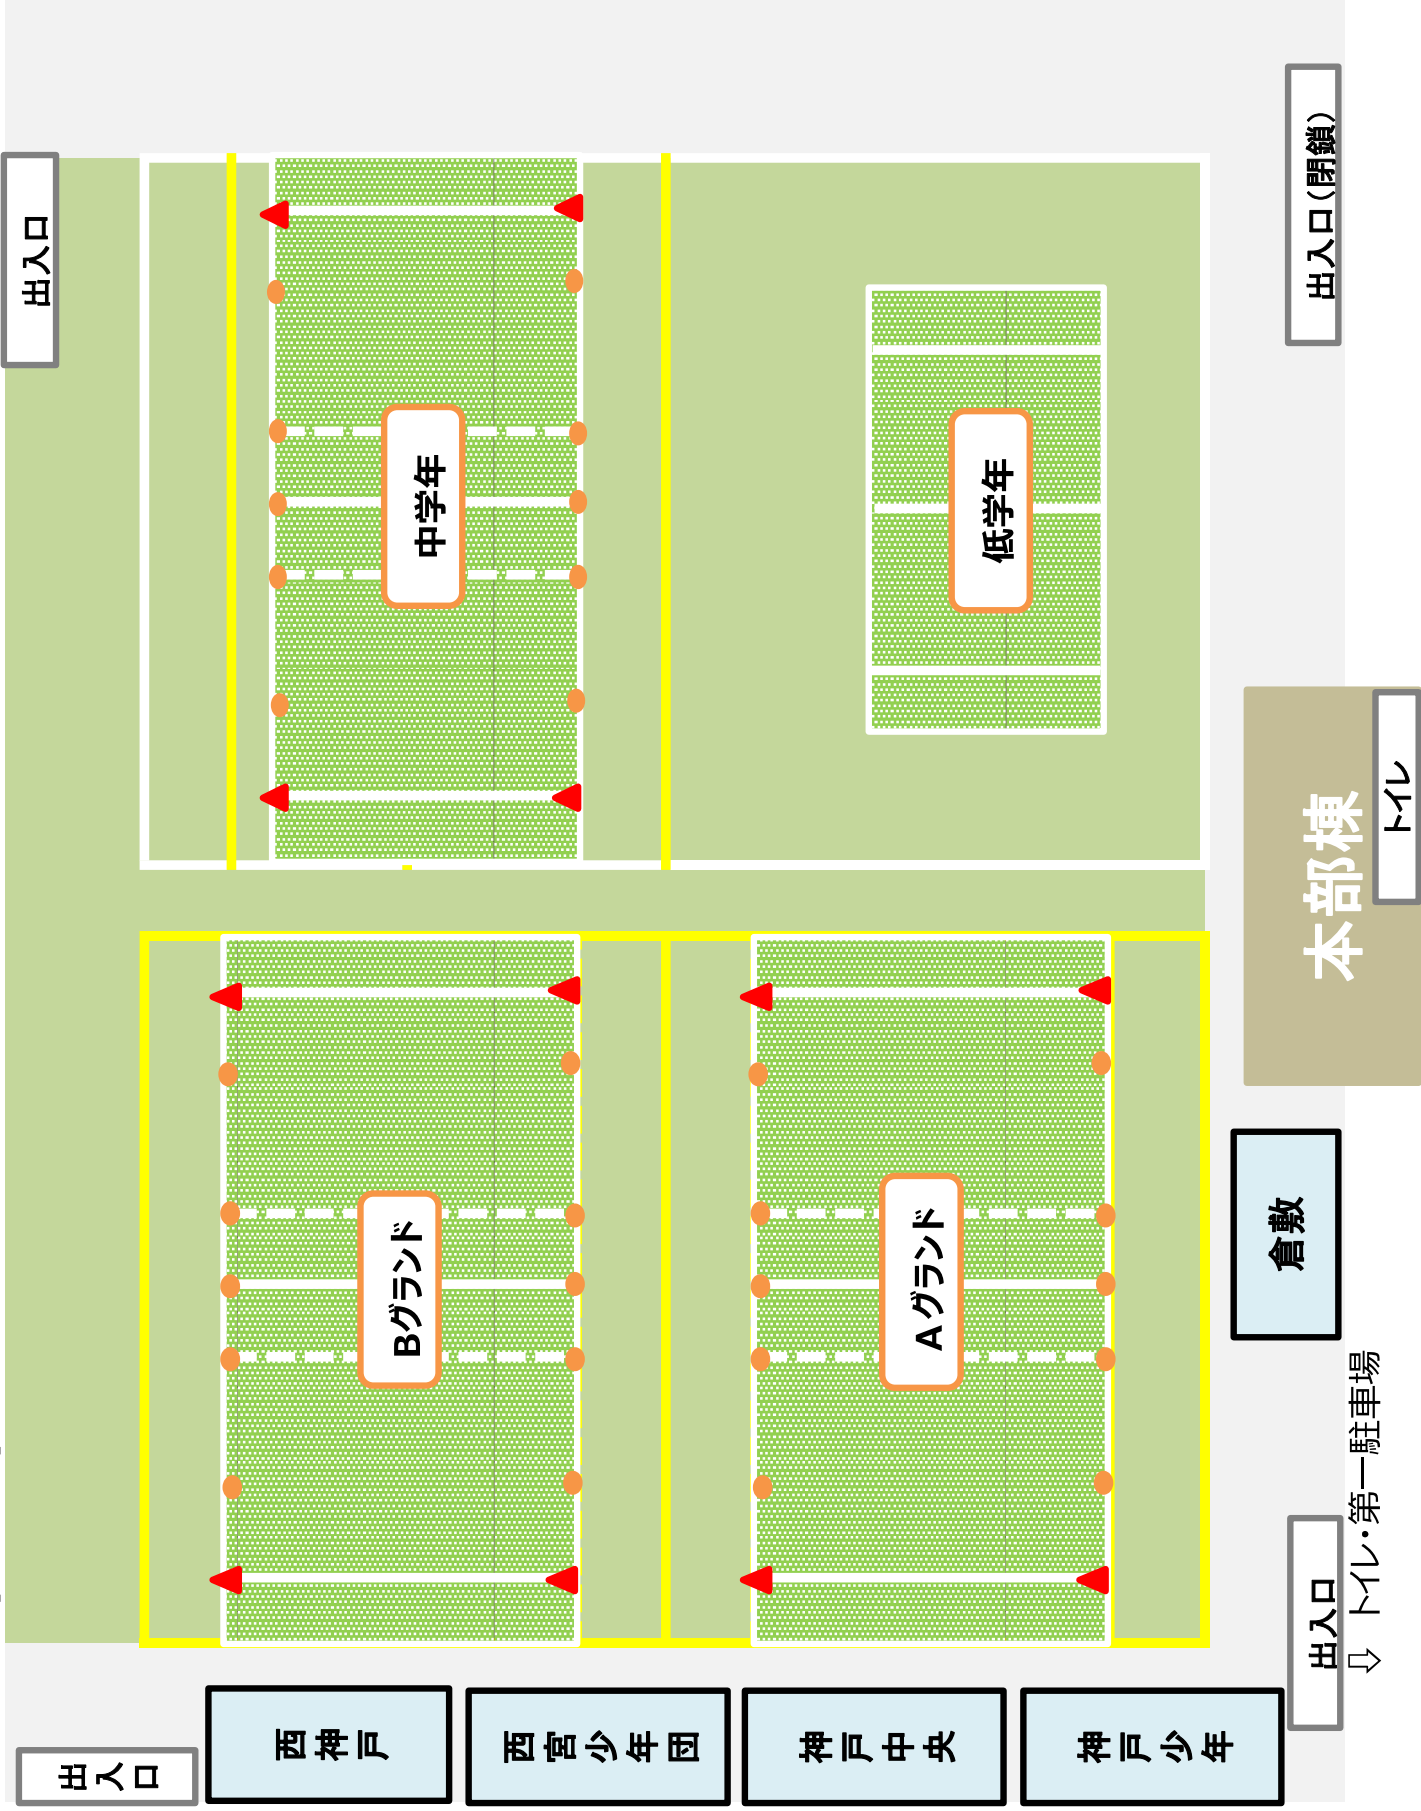 出入口
出入口（閉鎖）
中学年
低学年
本部棟
トイレ
Bグランド
Aグランド
倉敷
トイレ・第一駐車場
出入口
⇦
西神戸
西宮少年団
神戸中央
神戸少年
出入口